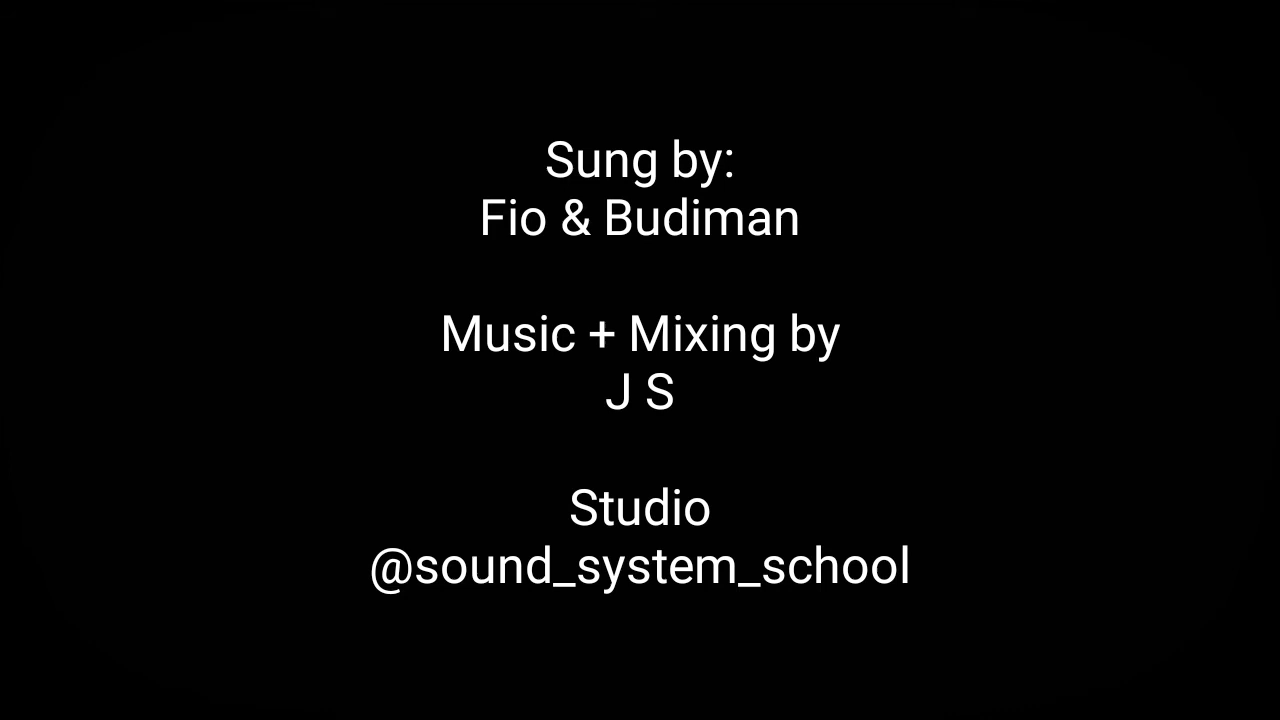 Sung by:
Fio & Budiman
Music + Mixing by
J S
Studio
@sound_system_school